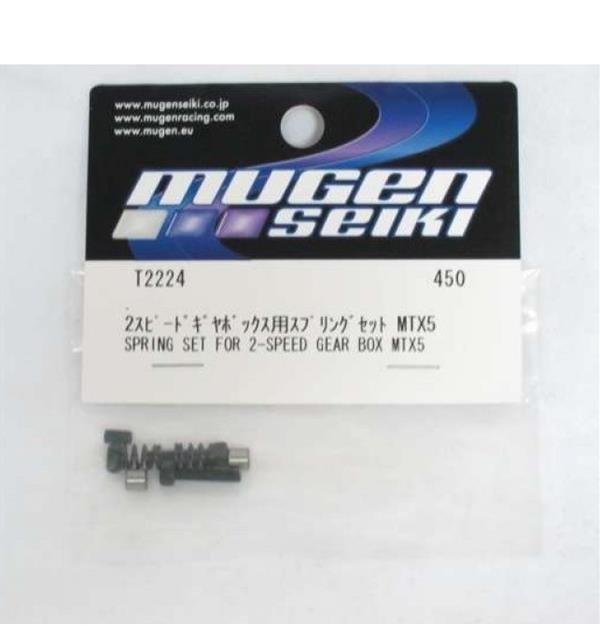 www.mugenseiki.co.jp
www.mugenracing.com
www.mugen.eu
mugen
seiki
T2224 450
2ｽﾋﾟｰﾄﾞｷﾞﾔﾎﾞｯｸｽ用ｽﾌﾟﾘﾝｸﾞｾｯﾄ MTX5
SPRING SET FOR 2-SPEED GEAR BOX MTX5